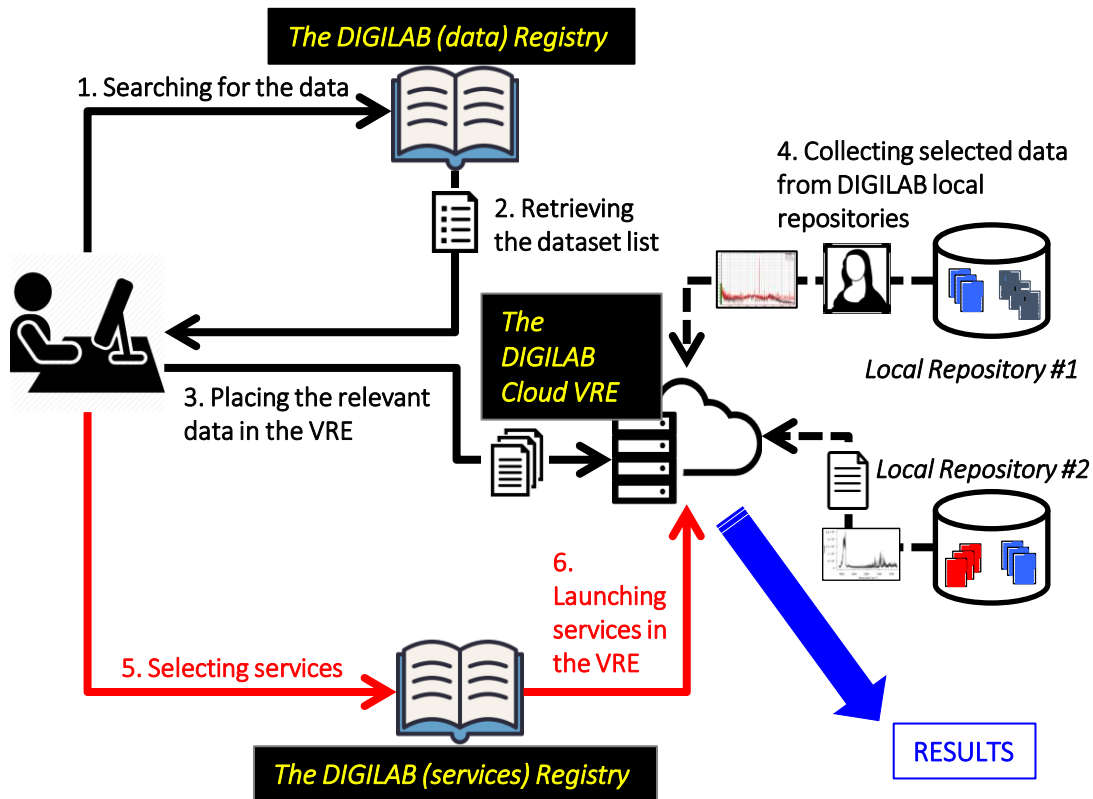 The DIGILAB (data) Registry
1. Searching for the data
2. Retrieving
the dataset list
4. Collecting selected data
from DIGILAB local
repositories
The
DIGILAB
Cloud VRE
Local Repository #1
3. Placing the relevant
data in the VRE
Local Repository #2
6.
Launching
services in
the VRE
5. Selecting services
The DIGILAB (services) Registry
RESULTS